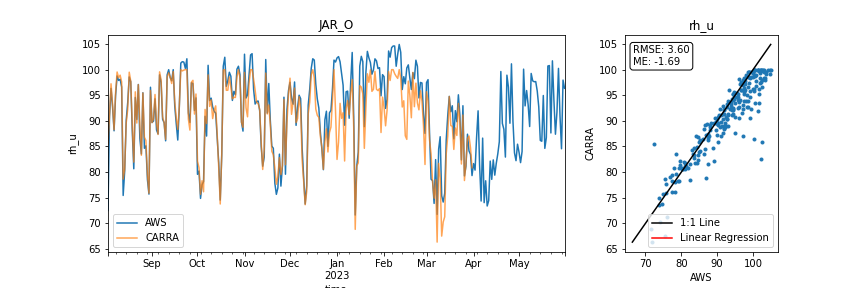 JAR_O
rh_u
105
100
95
90
85
80
75
70
65
AWS
CARRA
Sep
Oct
Nov
Dec
Jan
2023
Feb
Mar
Apr
May
time
rh_u
CARRA
105
100
95
90
85
80
75
70
65
RMSE: 3.60
ME: -1.69
1:1 Line
Linear Regression
70
80
90
100
AWS